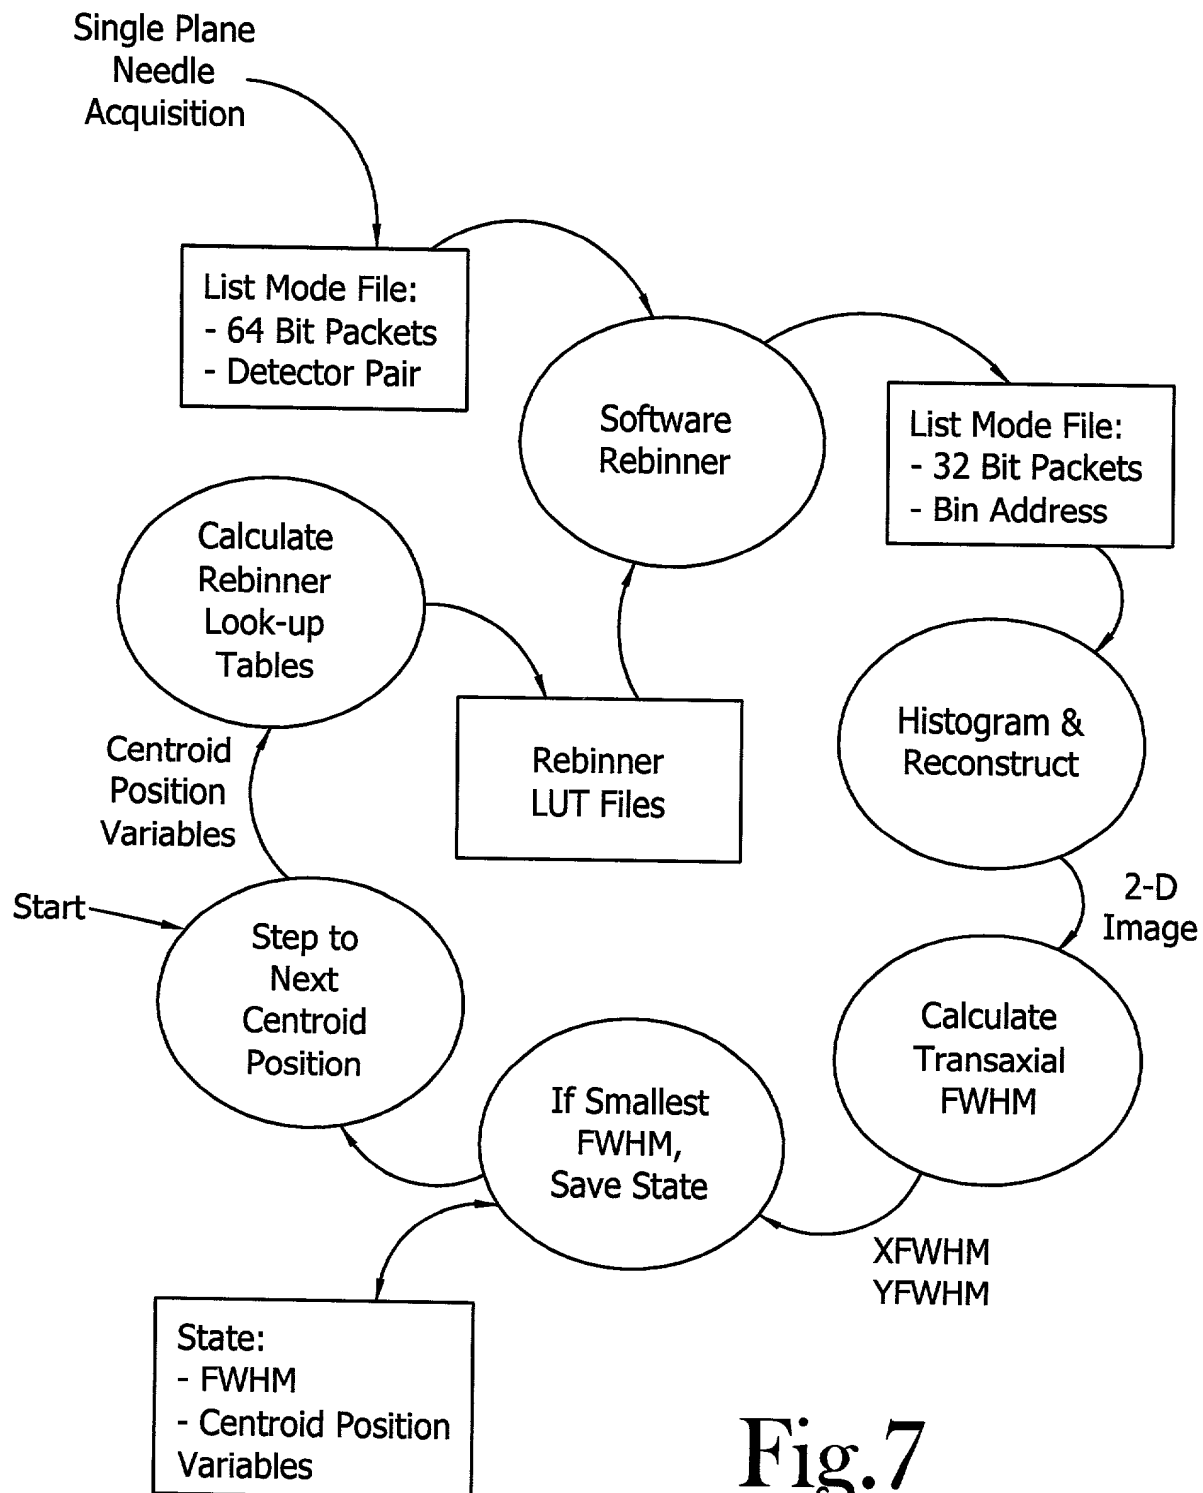 Single Plane
Needle
Acquisition
List Mode File:
- 64 Bit Packets
- Detector Pair
Software
Rebinner
List Mode File:
- 32 Bit Packets
- Bin Address
Calculate
Rebinner
Look-up
Tables
Rebinner
LUT Files
Histogram &
Reconstruct
Centroid
Position
Variables
2-D
Image
Start
Step to
Next
Centroid
Position
Calculate
Transaxial
FWHM
If Smallest
FWHM,
Save State
XFWHM
YFWHM
State:
- FWHM
- Centroid Position
Variables
Fig.7